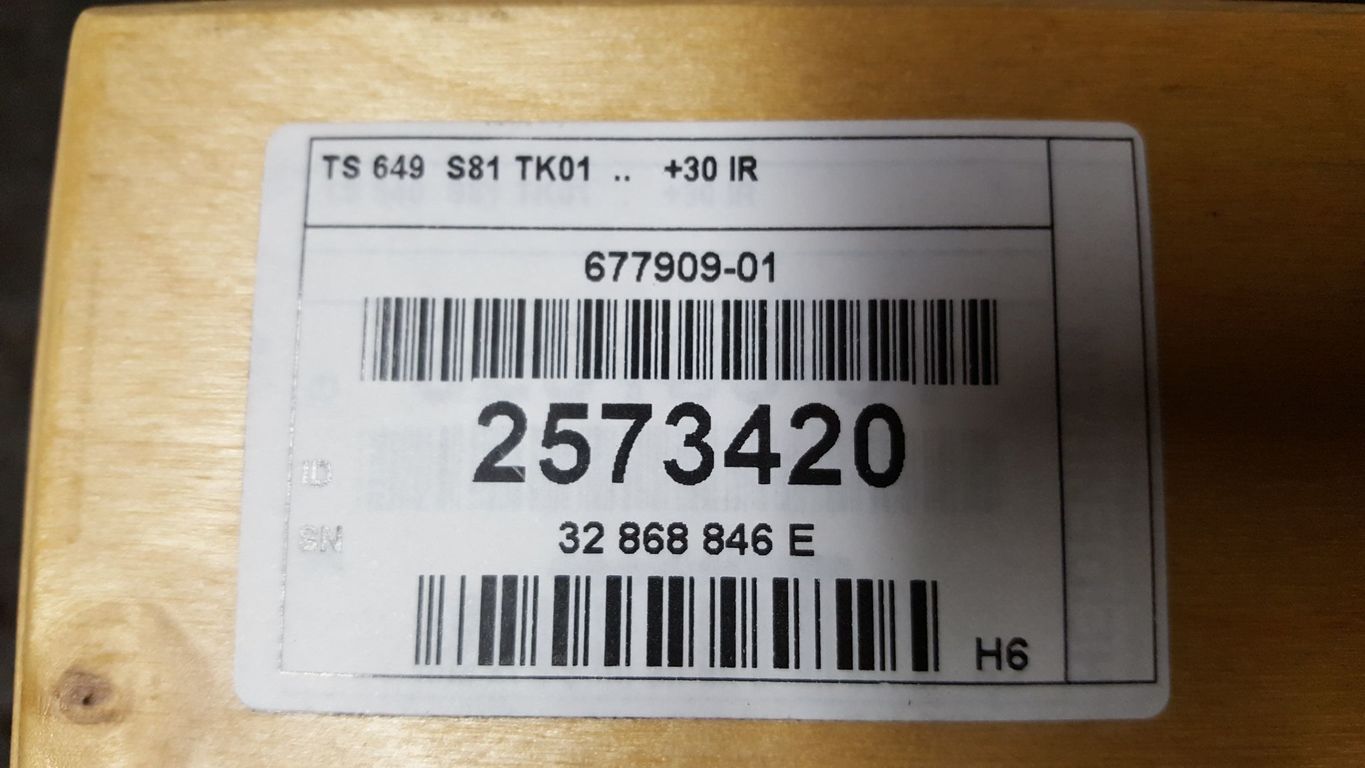 TS 649 S81 TK01 .. +30 IR
677909-01
2573420
ID
SN 32 868 846 E
H6